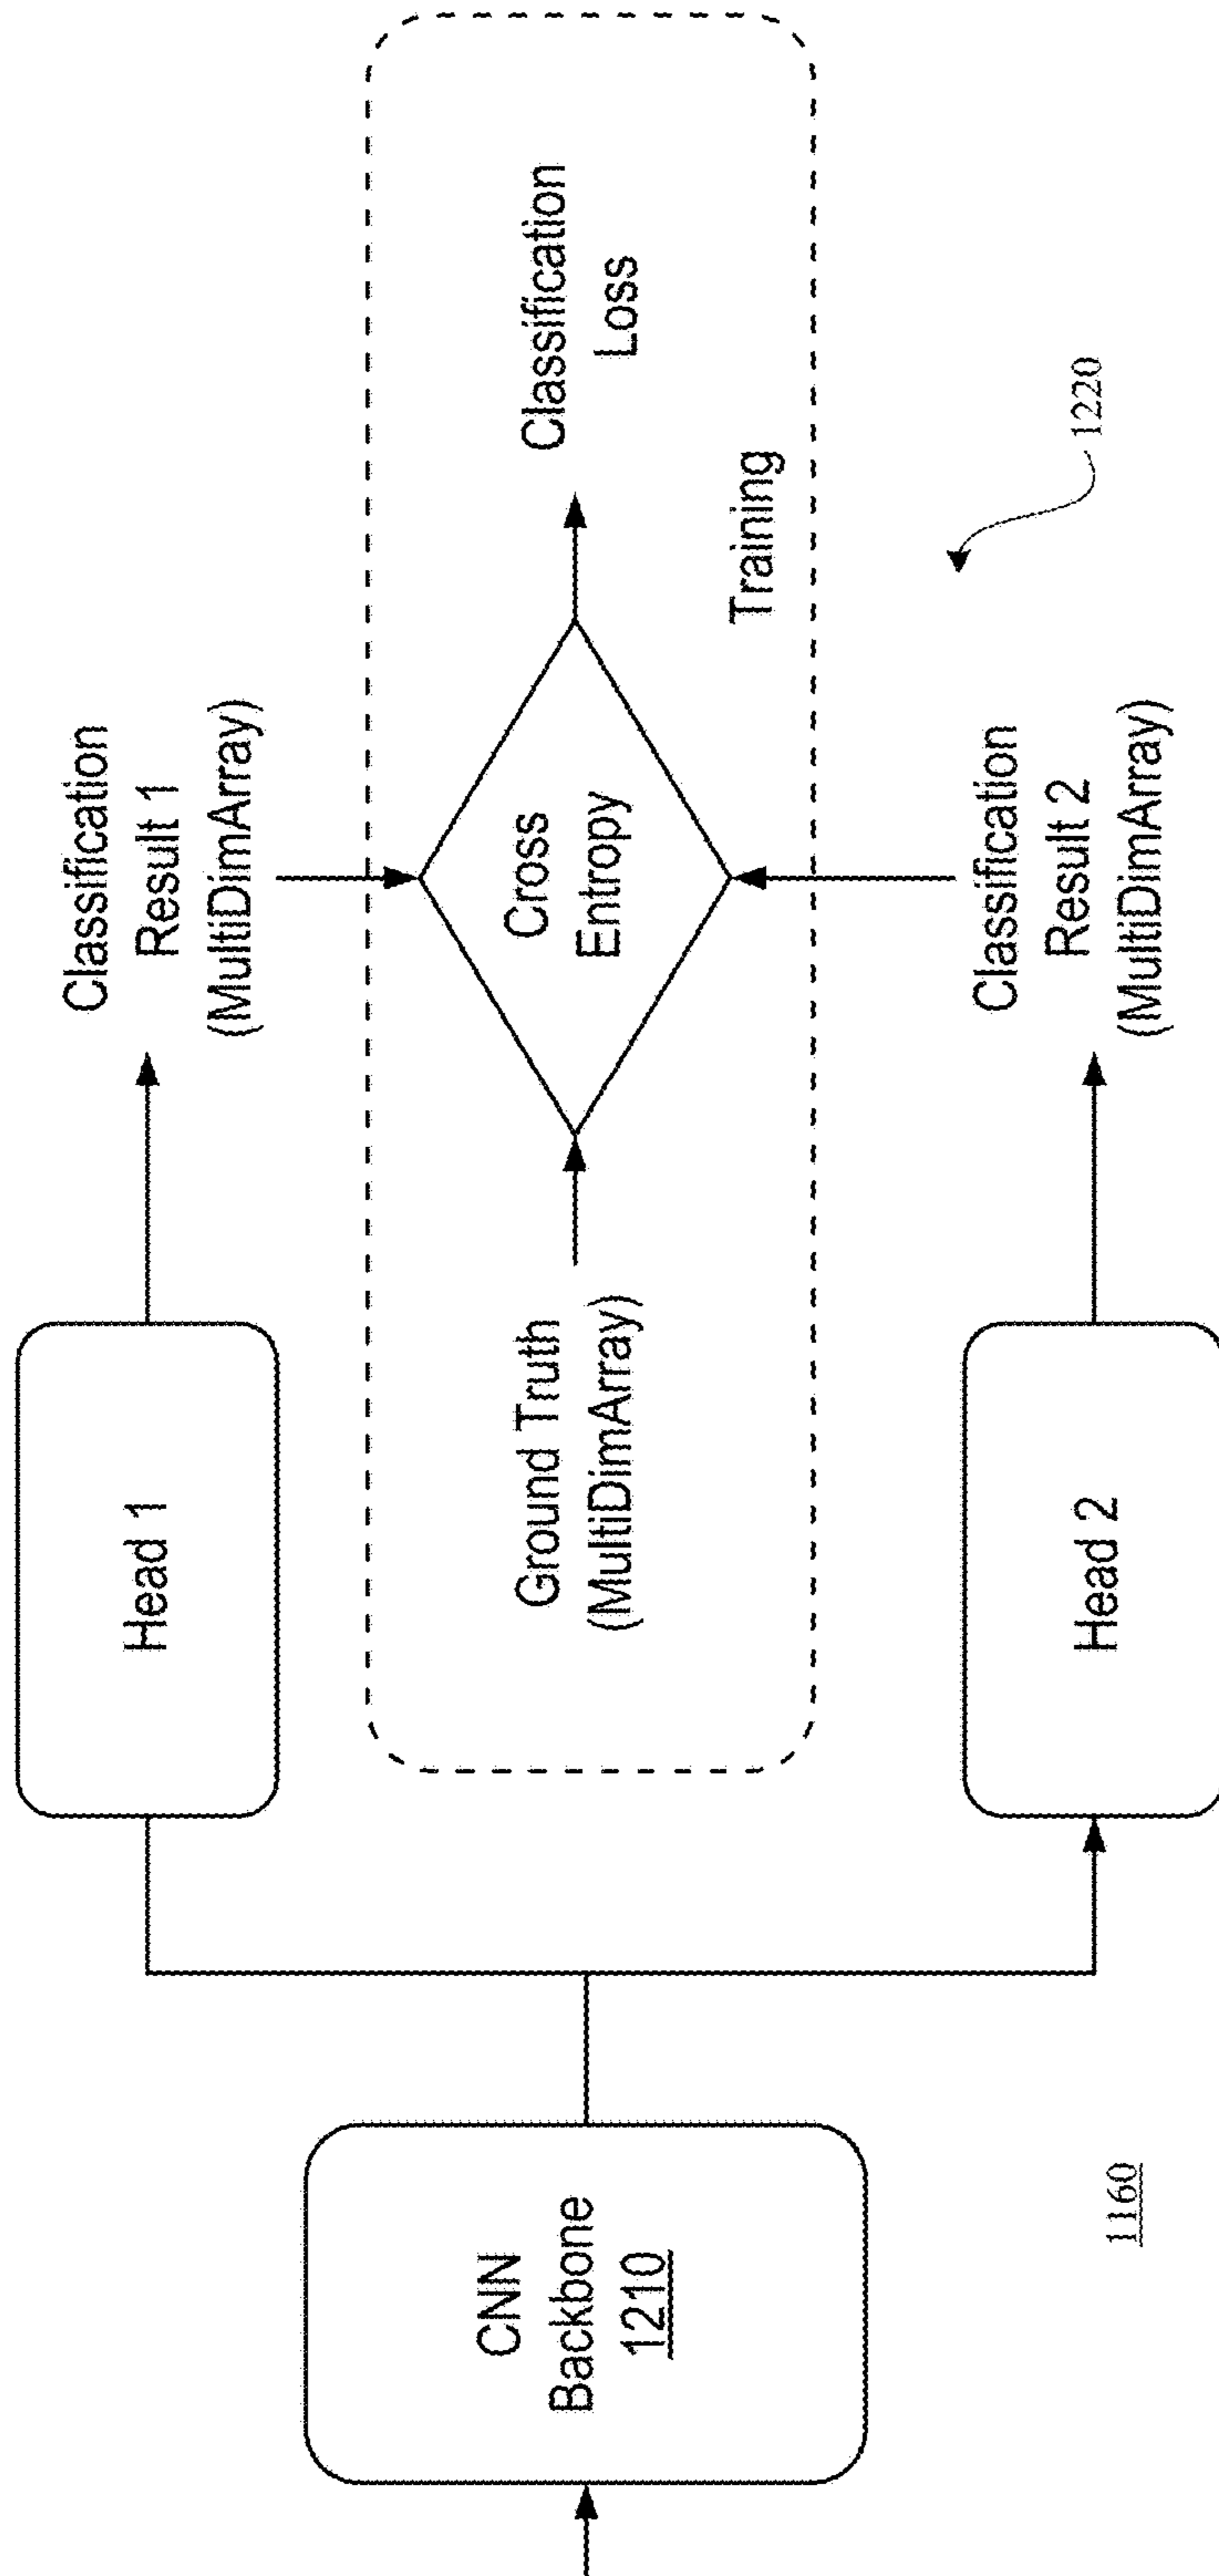 CNN
Backbone
1210
Head 1
Classification
Result 1
(MultiDimArray)
Ground Truth
(MultiDimArray)
Cross
Entropy
Classification
Loss
Training
Head 2
Classification
Result 2
(MultiDimArray)
1220
1160